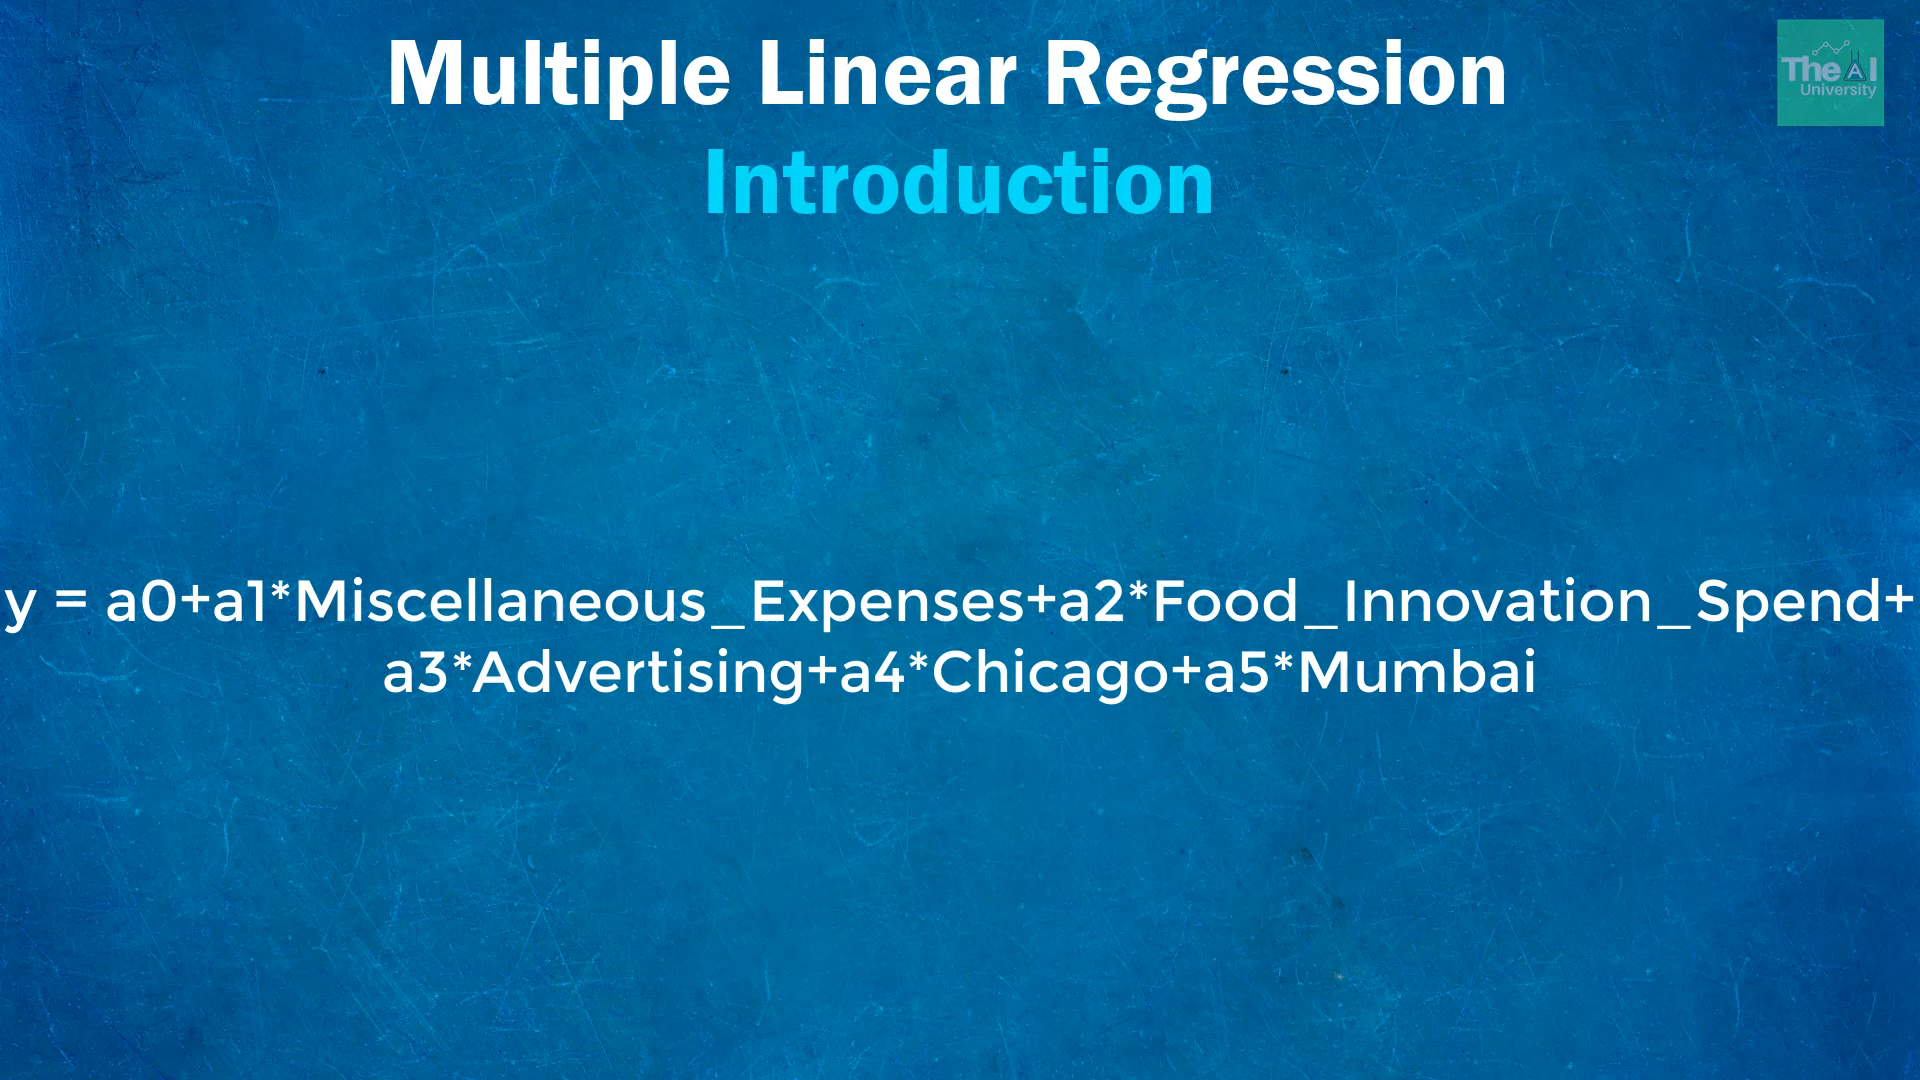 Multiple Linear Regression
Introduction
The AI
University
y = a0+a1*Miscellaneous_Expenses+a2*Food_Innovation_Spend+
a3*Advertising+a4*Chicago+a5*Mumbai